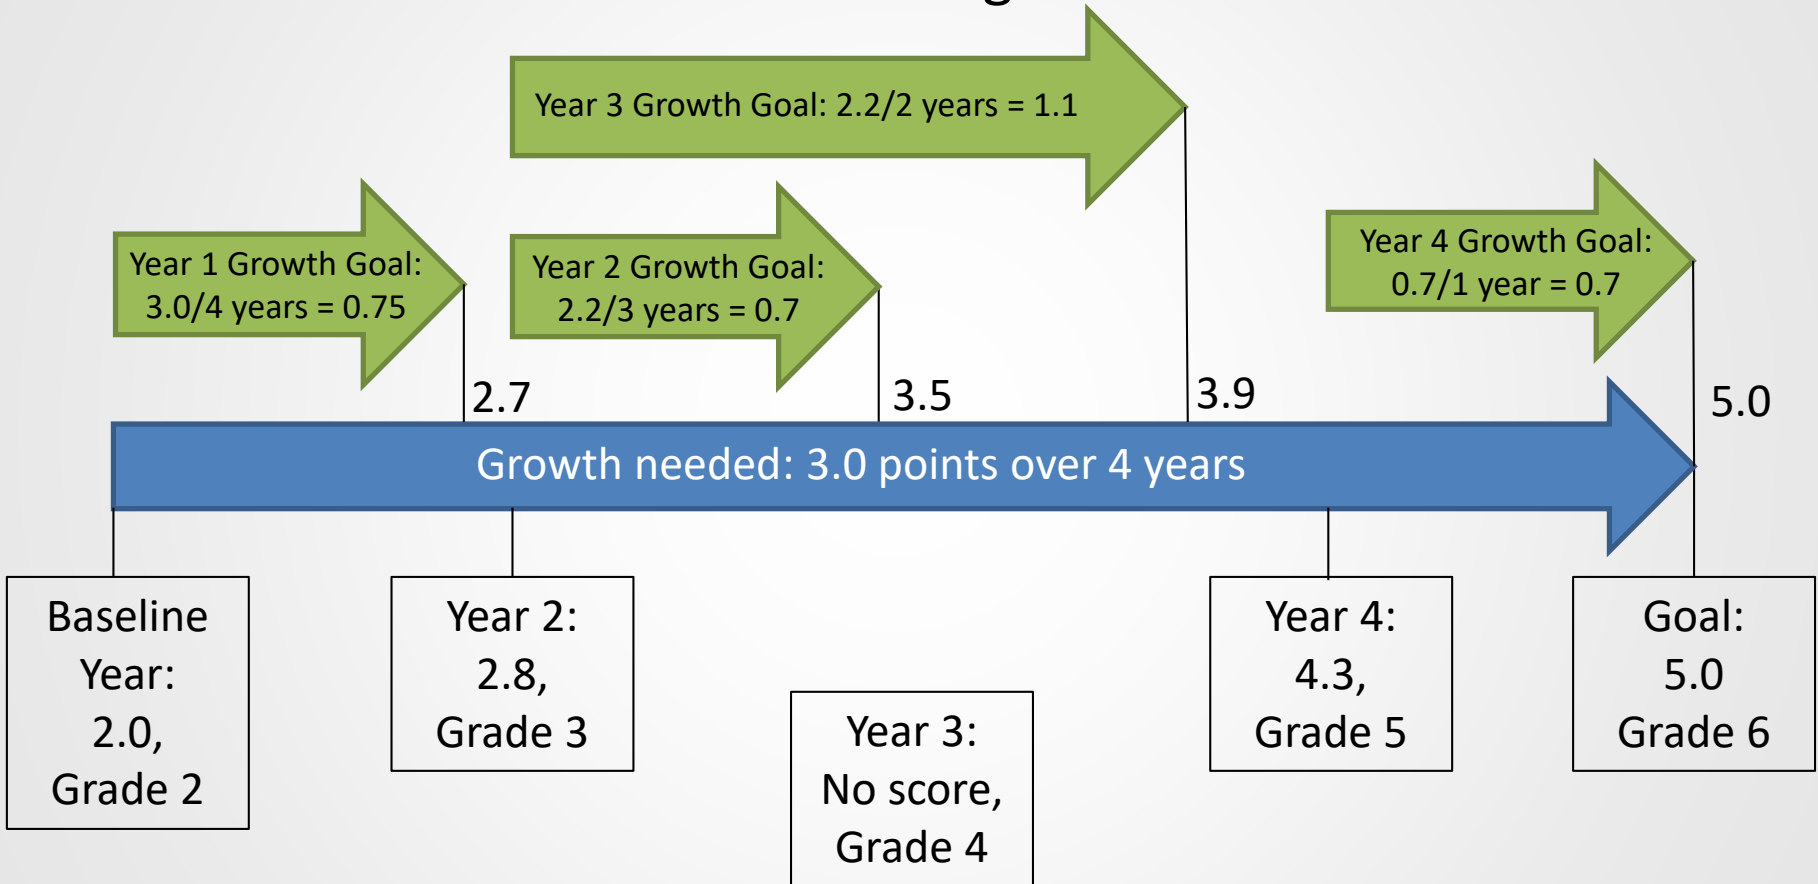 Year 3 Growth Goal: 2.2/2 years = 1.1
Year 1 Growth Goal:
3.0/4 years = 0.75
Year 2 Growth Goal:
2.2/3 years = 0.7
Year 4 Growth Goal:
0.7/1 year = 0.7
2.7
3.5
3.9
5.0
Growth needed: 3.0 points over 4 years
Baseline
Year:
2.0,
Grade 2
Year 2:
2.8,
Grade 3
Year 3:
No score,
Grade 4
Year 4:
4.3,
Grade 5
Goal:
5.0
Grade 6